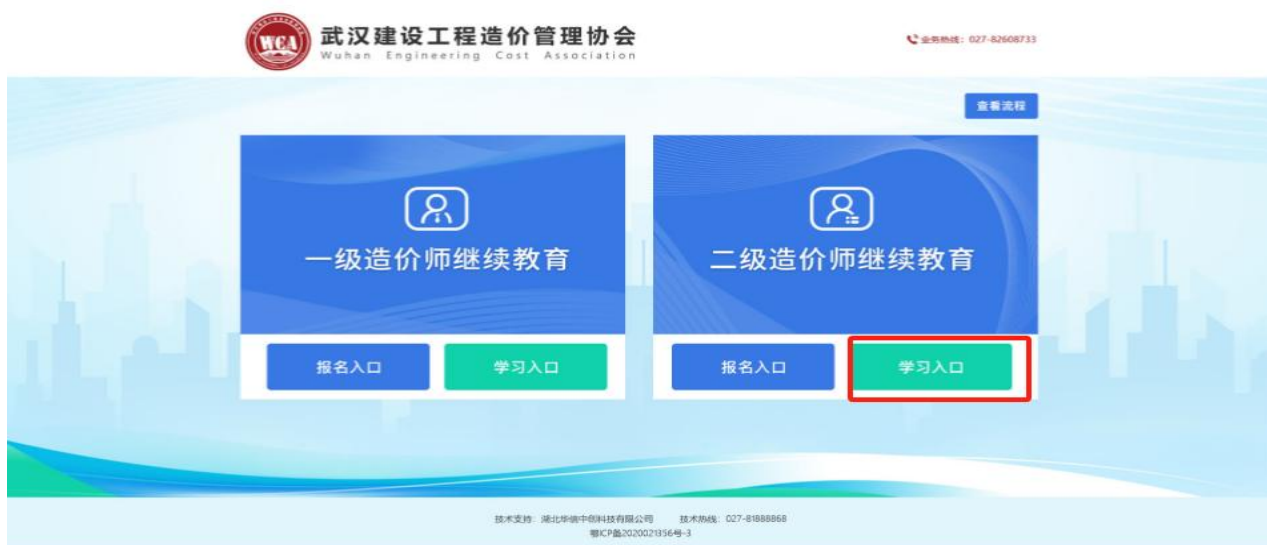 WCA
武汉建设工程造价管理协会
Wuhan Engineering Cost Association
业务热线：027-82608733
查看流程
一级造价师继续教育
二级造价师继续教育
报名入口
学习入口
报名入口
学习入口
技术支持：湖北华信中创科技有限公司 技术热线：027-81888868
鄂ICP备2020021356号-3